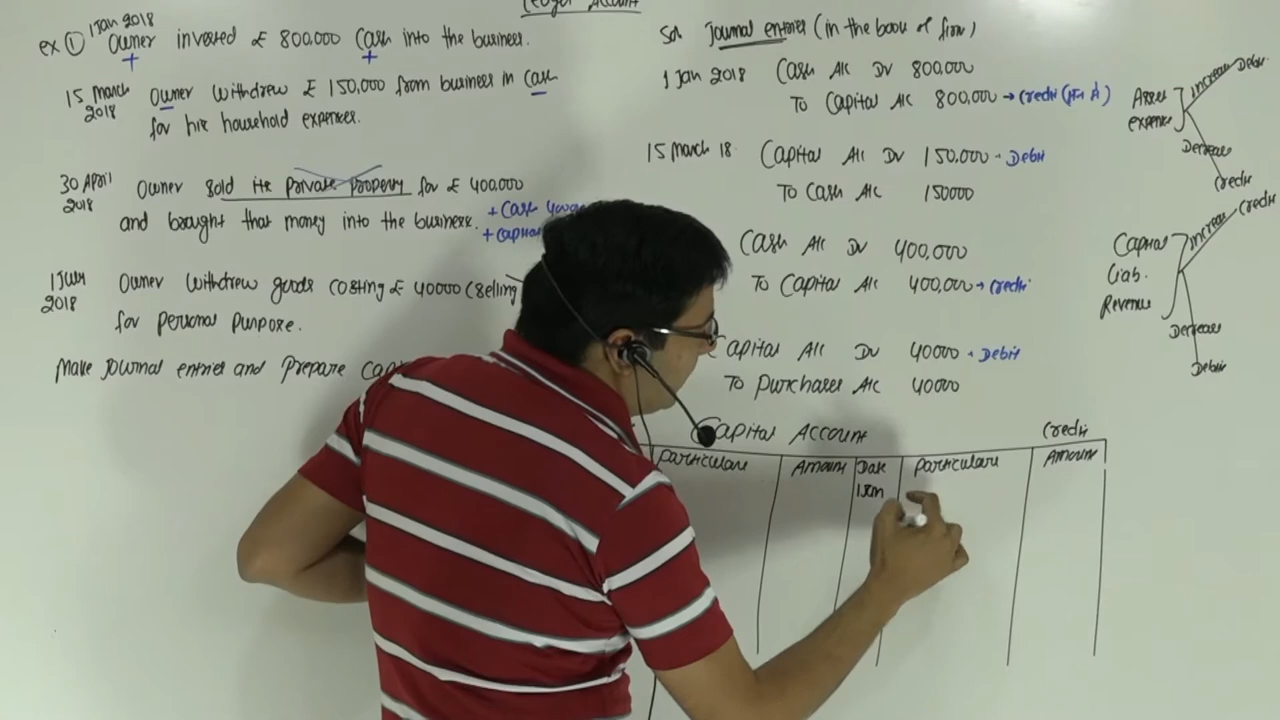 Ledger Account
1 Jan 2018
ex ① Owner invested £ 800,000 Cash into the business.
+ +
15 March 2018
Owner withdrew £ 150,000 from business in Cash
for his household expenses.
30 April 2018
Owner sold its private property for £ 400,000
and brought that money into the business.
+ Cash 400
+ Capital
1 July 2018
Owner withdrew goods costing £ 40000 (selling
for personal purpose.
Make Journal entries and prepare
Sol Journal entries (in the book of firm)
1 Jan 2018 Cash A/c Dr 800,000
To Capital A/c 800,000 → credit
15 March 18 Capital A/c Dr 150,000 - Debit
To Cash A/c 150000
Cash A/c Dr 400,000
To Capital A/c 400,000 → credit
apital A/c Dr 40000 - Debit
To purchases A/c 40000
Asset
expense
Increase Debit
Decrease
Credit
Capital
Liab.
Revenue
Increase Credit
Decrease
Debit
Capital Account Credit
Particulars Amount Date Particulars Amount
1 Jan